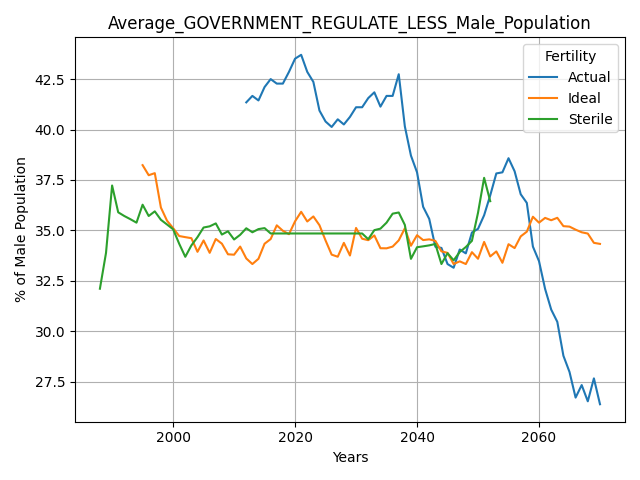 Average_GOVERNMENT_REGULATE_LESS_Male_Population
Fertility
Actual
Ideal
Sterile
% of Male Population
42.5
40.0
37.5
35.0
32.5
30.0
27.5
2000
2020
2040
2060
Years